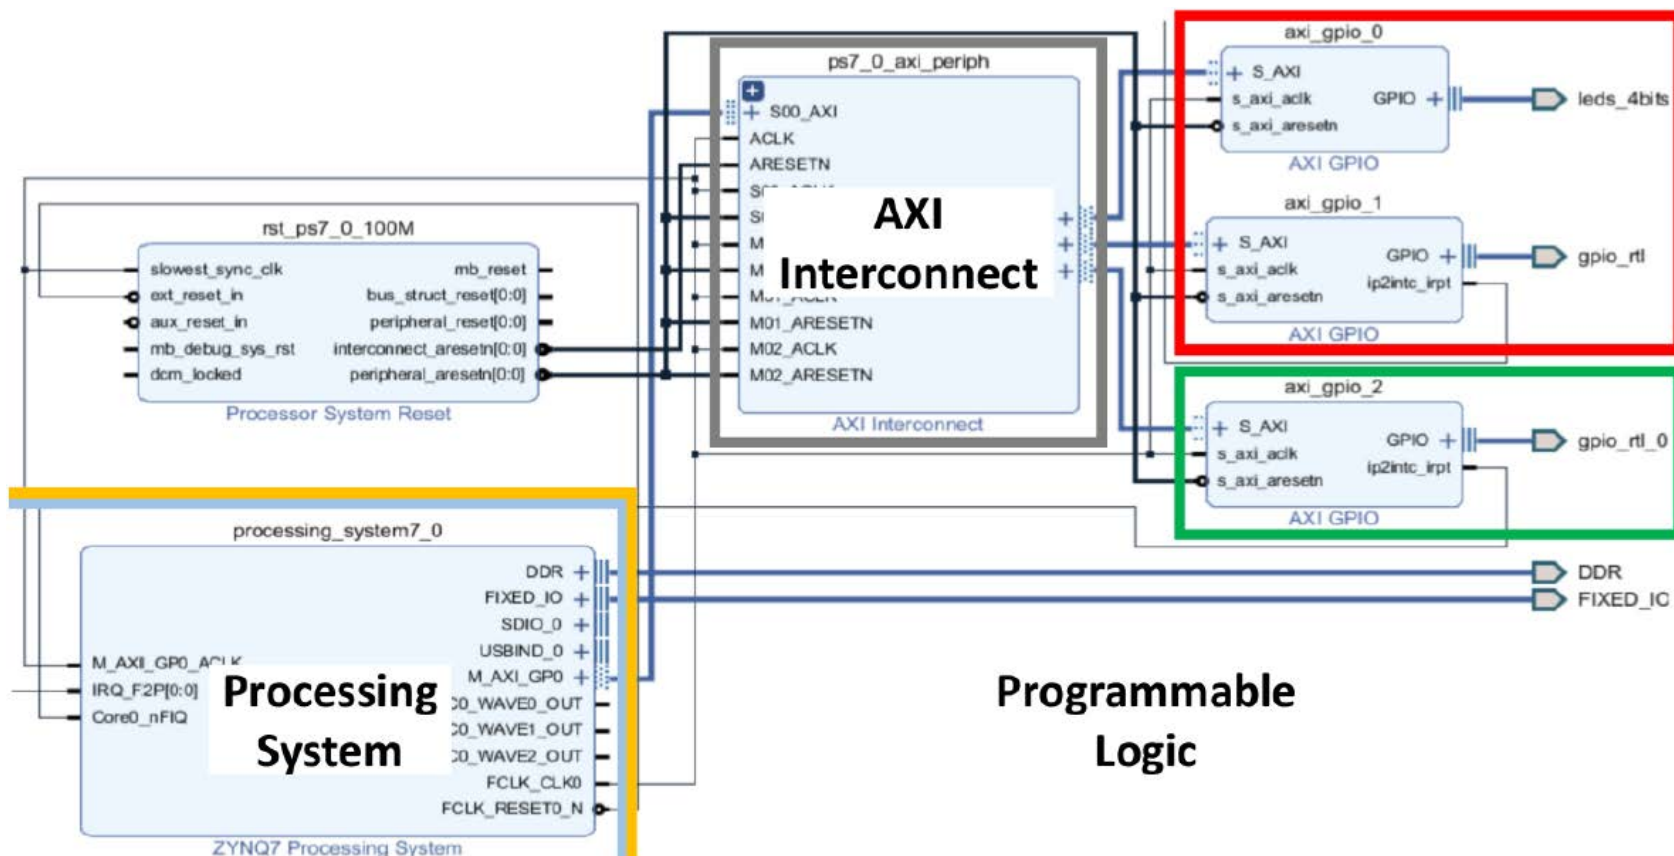 ps7_0_axi_periph
S00_AXI
ACLK
ARESETN
M01_ARESETN
M02_ACLK
M02_ARESETN
AXI
Interconnect
AXI Interconnect
axi_gpio_0
S_AXI
s_axi_aclk
s_axi_aresetn
GPIO
AXI GPIO
leds_4bits
axi_gpio_1
S_AXI
s_axi_aclk
s_axi_aresetn
GPIO
ip2intc_irpt
AXI GPIO
gpio_rtl
axi_gpio_2
S_AXI
s_axi_aclk
s_axi_aresetn
GPIO
ip2intc_irpt
AXI GPIO
gpio_rtl_0
rst_ps7_0_100M
slowest_sync_clk
ext_reset_in
aux_reset_in
mb_debug_sys_rst
dcm_locked
mb_reset
bus_struct_reset[0:0]
peripheral_reset[0:0]
interconnect_aresetn[0:0]
peripheral_aresetn[0:0]
Processor System Reset
processing_system7_0
M_AXI_GP0_ACLK
IRQ_F2P[0:0]
Core0_nFIQ
DDR
FIXED_IO
SDIO_0
USBIND_0
M_AXI_GP0
C0_WAVE0_OUT
C0_WAVE1_OUT
C0_WAVE2_OUT
FCLK_CLK0
FCLK_RESET0_N
Processing
System
ZYNQ7 Processing System
DDR
FIXED_IO
Programmable
Logic